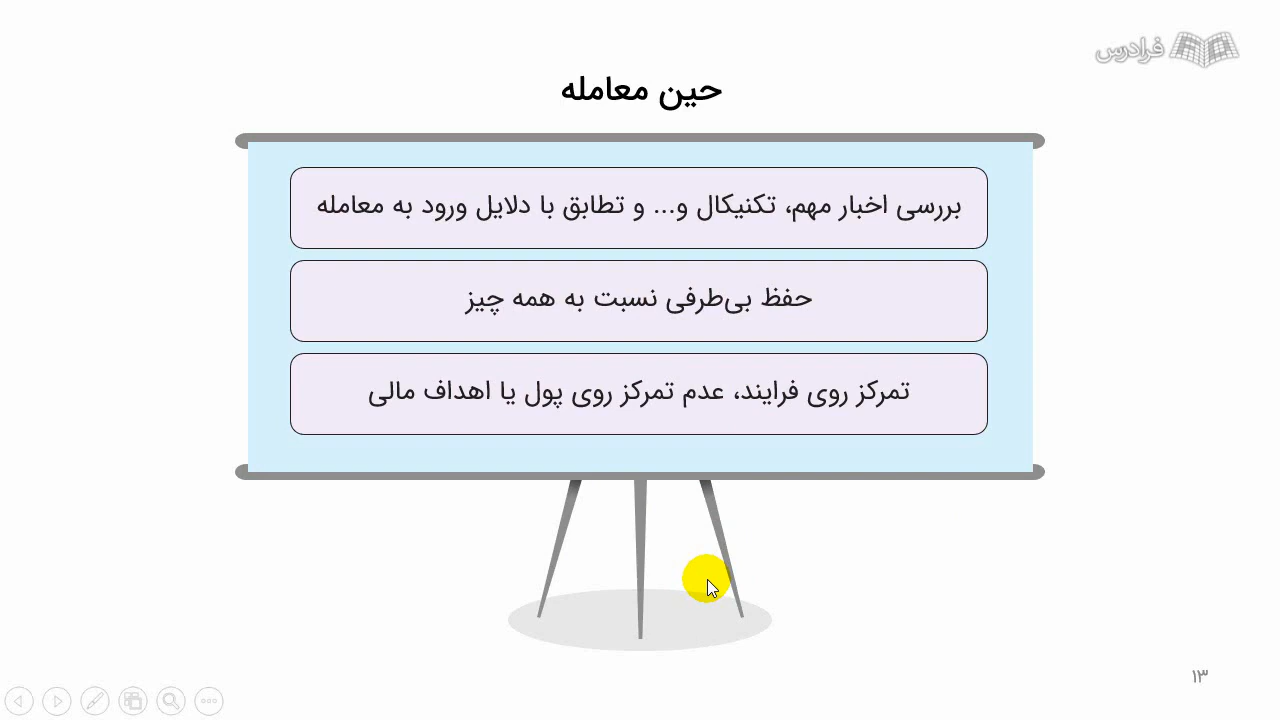 فرادرس
حین معامله
بررسی اخبار مهم، تکنیکال و... و تطابق با دلایل ورود به معامله
حفظ بی‌طرفی نسبت به همه چیز
تمرکز روی فرایند، عدم تمرکز روی پول یا اهداف مالی
۱۳